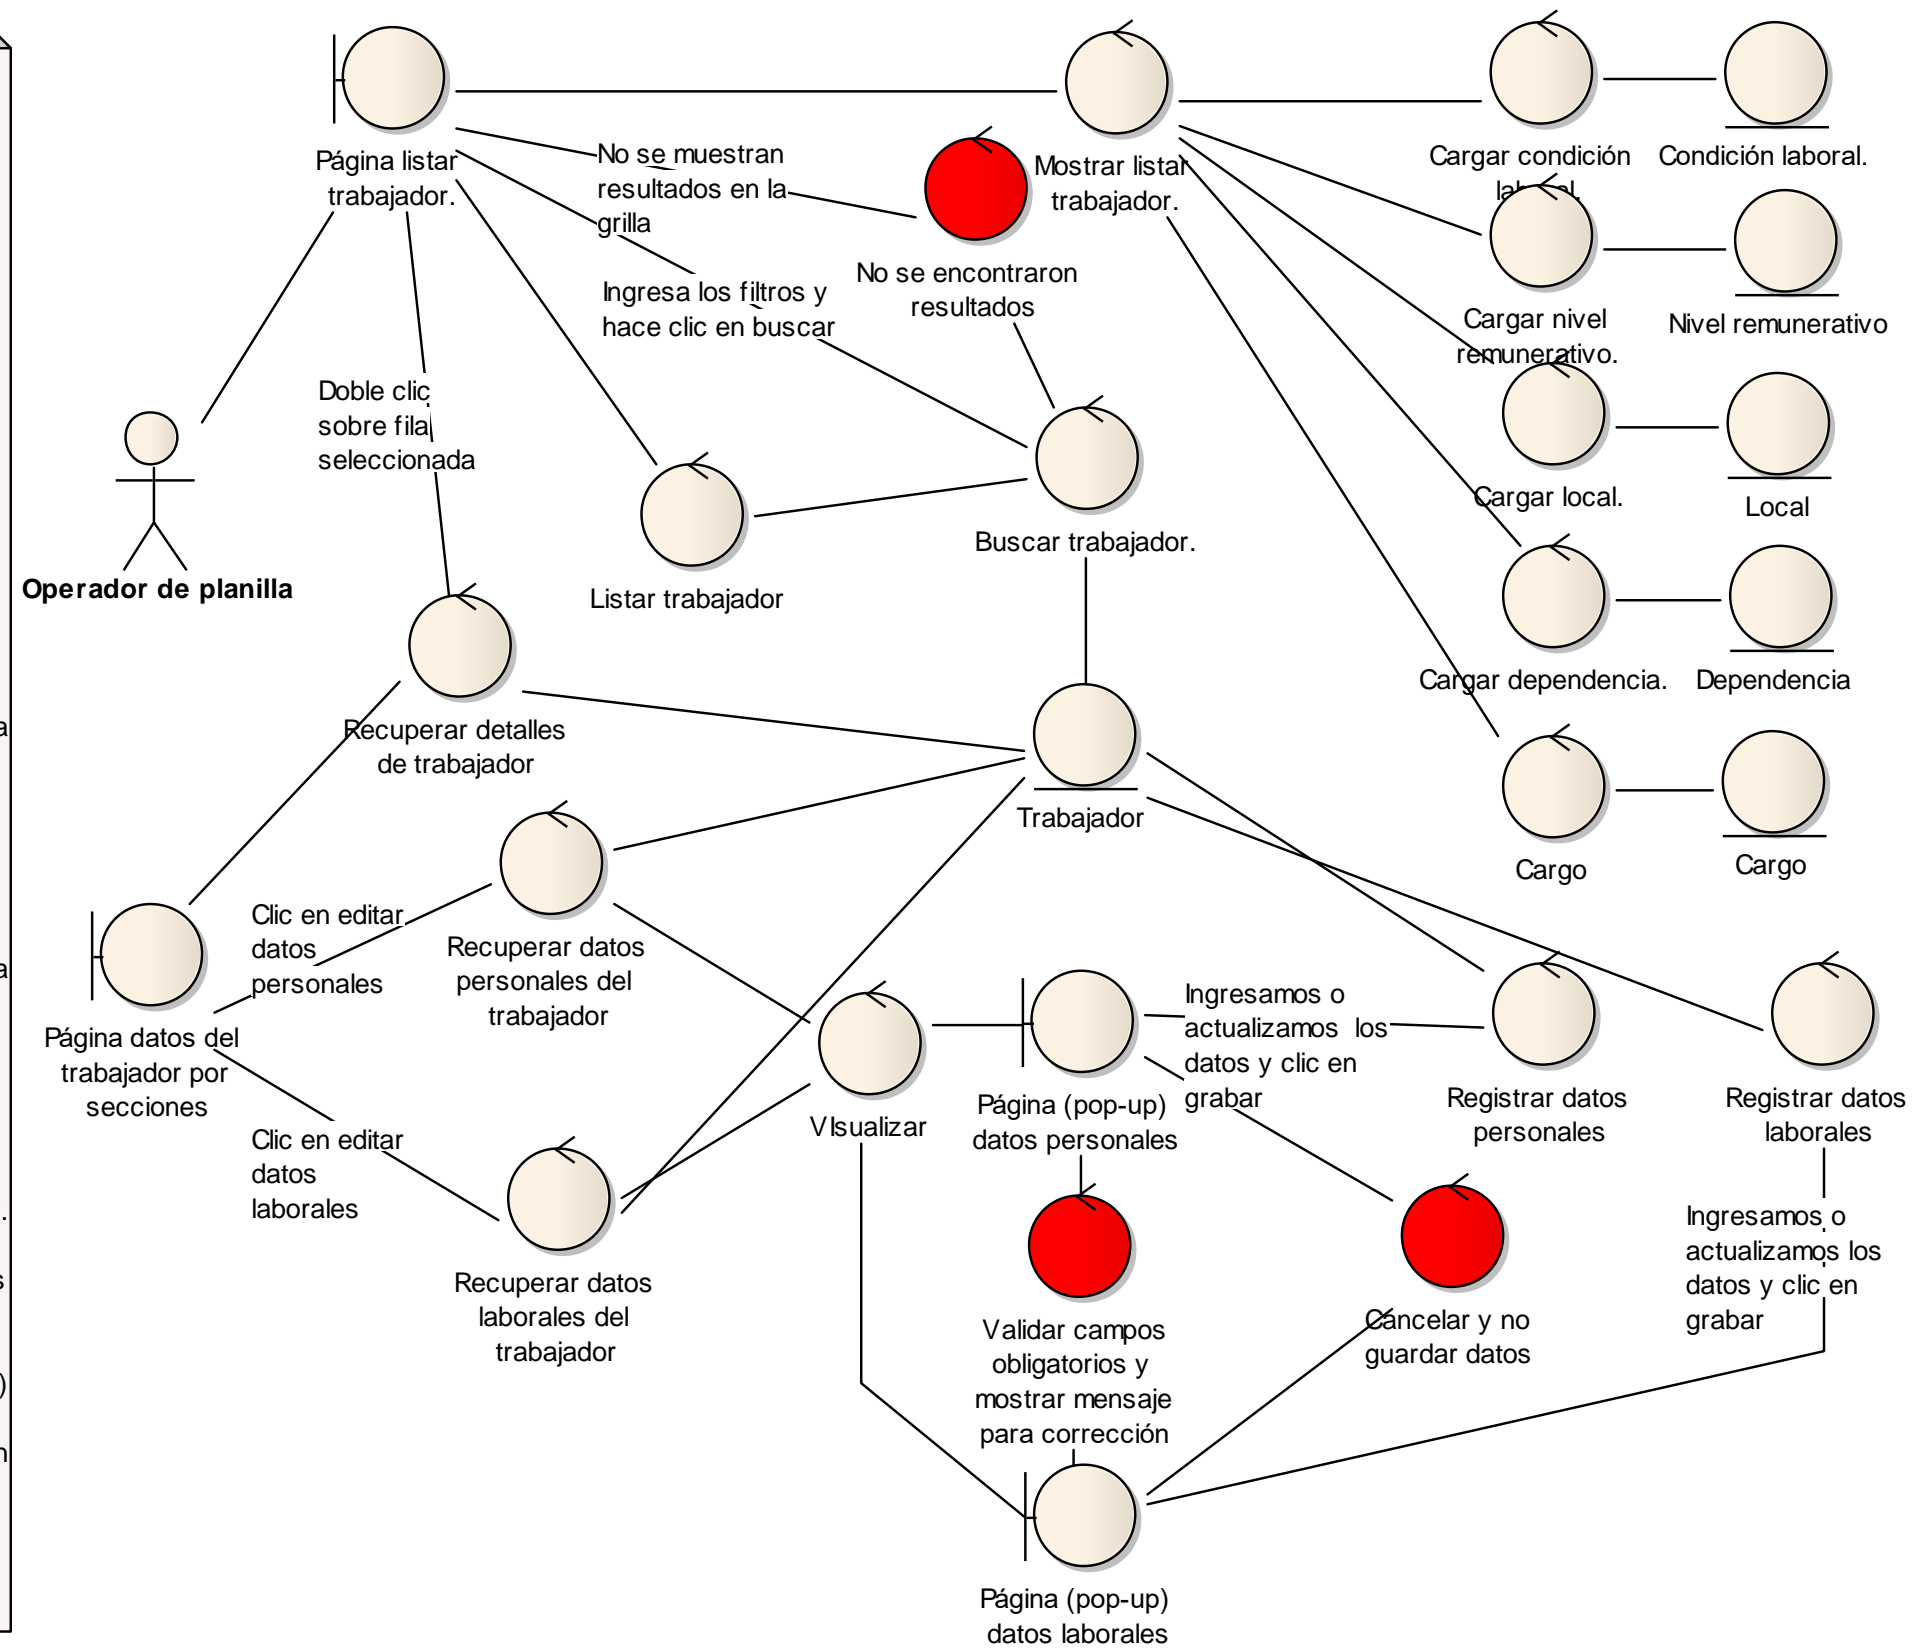 Página listar
trabajador.
No se muestran
resultados en la
grilla
Mostrar listar
trabajador.
Cargar condición
laboral.
Condición laboral.
No se encontraron
resultados
Ingresa los filtros y
hace clic en buscar
Cargar nivel
remunerativo.
Nivel remunerativo
Doble clic
sobre fila
seleccionada
Operador de planilla
Listar trabajador
Buscar trabajador.
Cargar local.
Local
Cargar dependencia.
Dependencia
Recuperar detalles
de trabajador
Trabajador
Cargo
Cargo
Clic en editar
datos
personales
Recuperar datos
personales del
trabajador
Página datos del
trabajador por
secciones
Clic en editar
datos
laborales
Recuperar datos
laborales del
trabajador
VIsualizar
Página (pop-up)
datos personales
Ingresamos o
actualizamos los
datos y clic en
grabar
Registrar datos
personales
Registrar datos
laborales
Ingresamos o
actualizamos los
datos y clic en
grabar
Validar campos
obligatorios y
mostrar mensaje
para corrección
Cancelar y no
guardar datos
Página (pop-up)
datos laborales